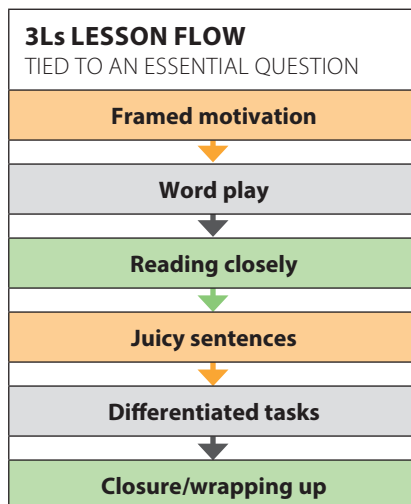 3Ls LESSON FLOW
TIED TO AN ESSENTIAL QUESTION
Framed motivation
Word play
Reading closely
Juicy sentences
Differentiated tasks
Closure/wrapping up